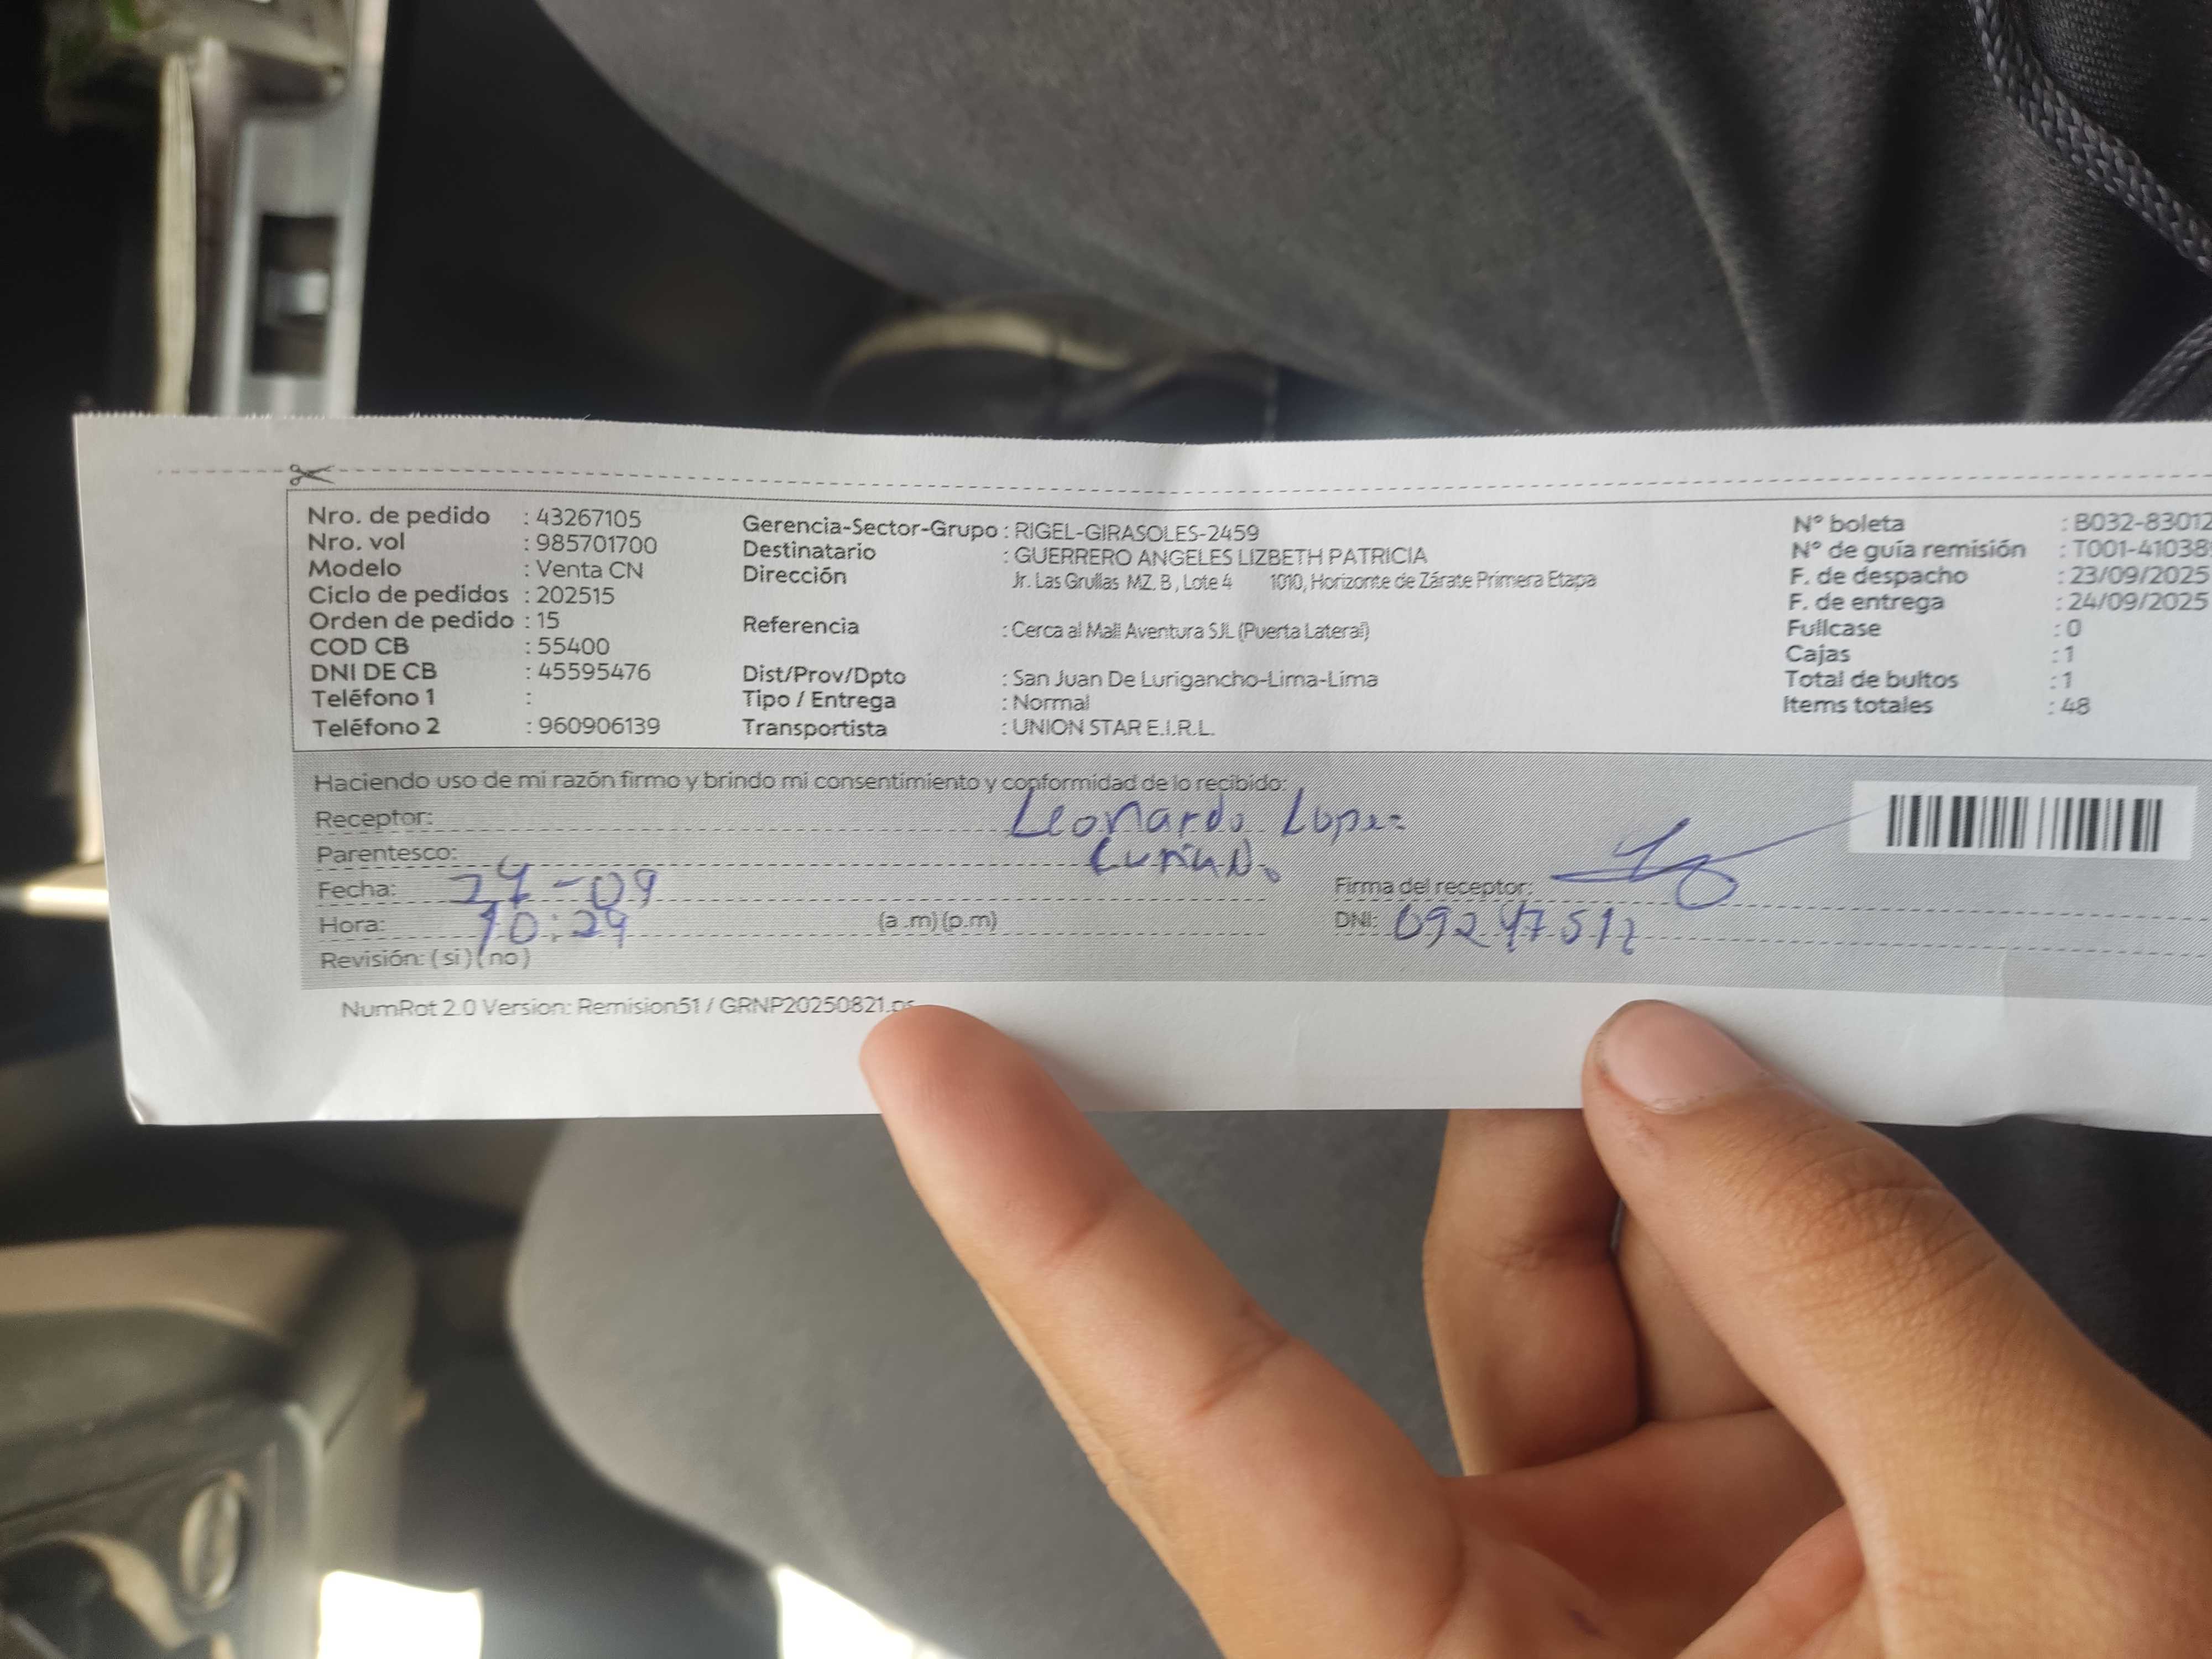 Nro. de pedido : 43267105
Nro. vol : 985701700
Modelo : Venta CN
Ciclo de pedidos : 202515
Orden de pedido : 15
COD CB : 55400
DNI DE CB : 45595476
Teléfono 1 :
Teléfono 2 : 960906139
Gerencia-Sector-Grupo : RIGEL-GIRASOLES-2459
Destinatario : GUERRERO ANGELES LIZBETH PATRICIA
Dirección Jr. Las Grullas MZ. B , Lote 4 1010, Horizonte de Zárate Primera Etapa
Referencia : Cerca al Mall Aventura SJL (Puerta Lateral)
Dist/Prov/Dpto : San Juan De Lurigancho-Lima-Lima
Tipo / Entrega : Normal
Transportista : UNION STAR E.I.R.L.
N° boleta : B032-83012
N° de guía remisión : T001-41038
F. de despacho : 23/09/2025
F. de entrega : 24/09/2025
Fullcase : 0
Cajas : 1
Total de bultos : 1
Items totales : 48
Haciendo uso de mi razón firmo y brindo mi consentimiento y conformidad de lo recibido:
Receptor: Leonardo Lopez
Parentesco:
Fecha: 24-09
Firma del receptor:
Hora: 10:29 (a .m) (p.m)
DNI: 09247512
Revisión: ( si ) ( no )
NumRot 2.0 Version: Remision51 / GRNP20250821.